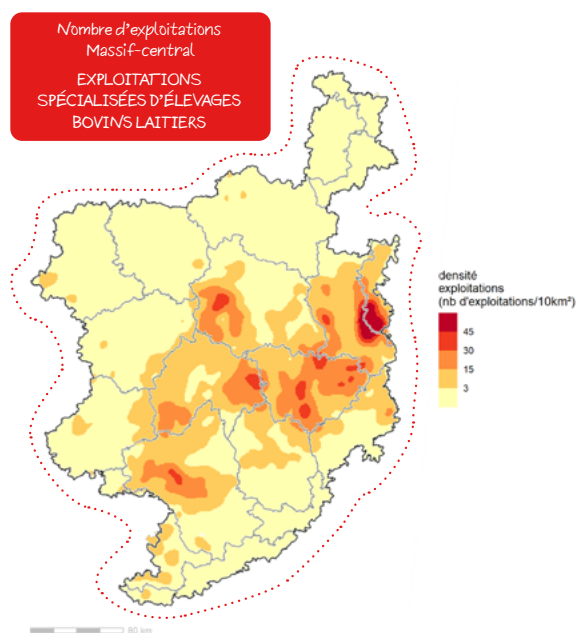 Nombre d'exploitations
Massif-central
EXPLOITATIONS
SPÉCIALISÉES D'ÉLEVAGES
BOVINS LAITIERS
densité
exploitations
(nb d'exploitations/10km²)
45
30
15
3
80 km